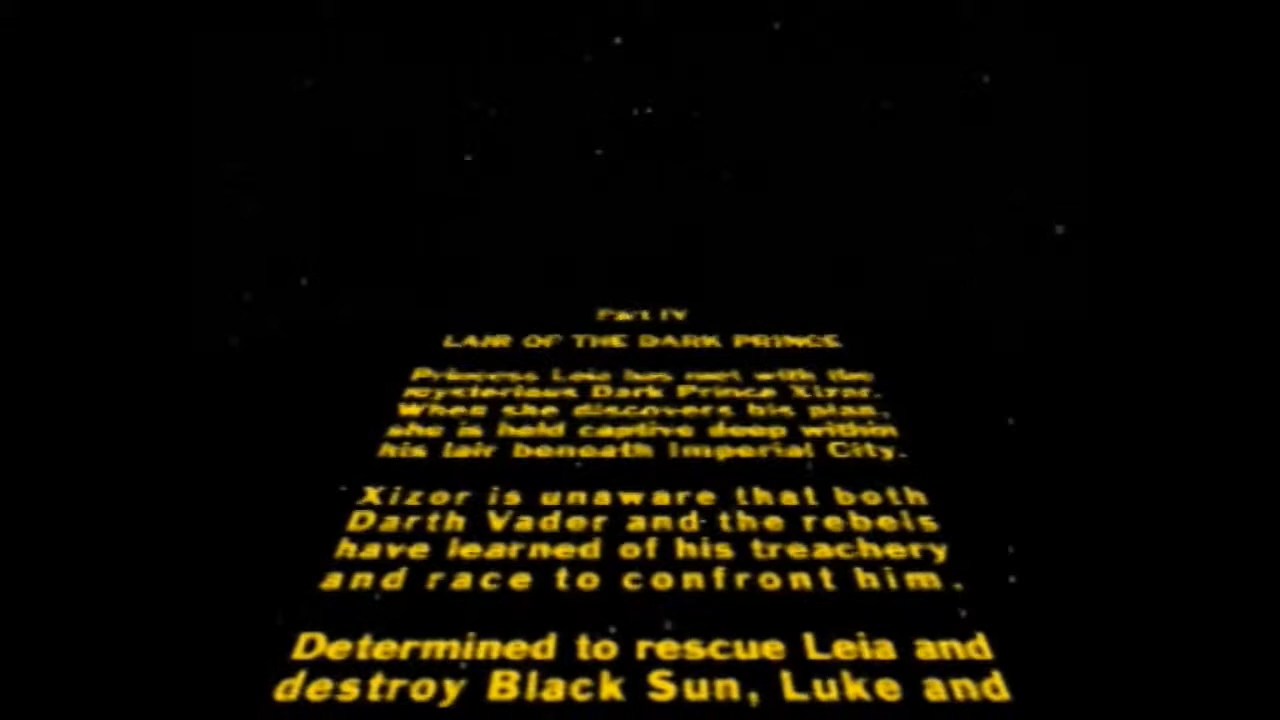 Part IV
LAIR OF THE DARK PRINCE
Princess Leia has met with the
mysterious Dark Prince Xizor.
When she discovers his plan,
she is held captive deep within
his lair beneath Imperial City.
Xizor is unaware that both
Darth Vader and the rebels
have learned of his treachery
and race to confront him.
Determined to rescue Leia and
destroy Black Sun, Luke and